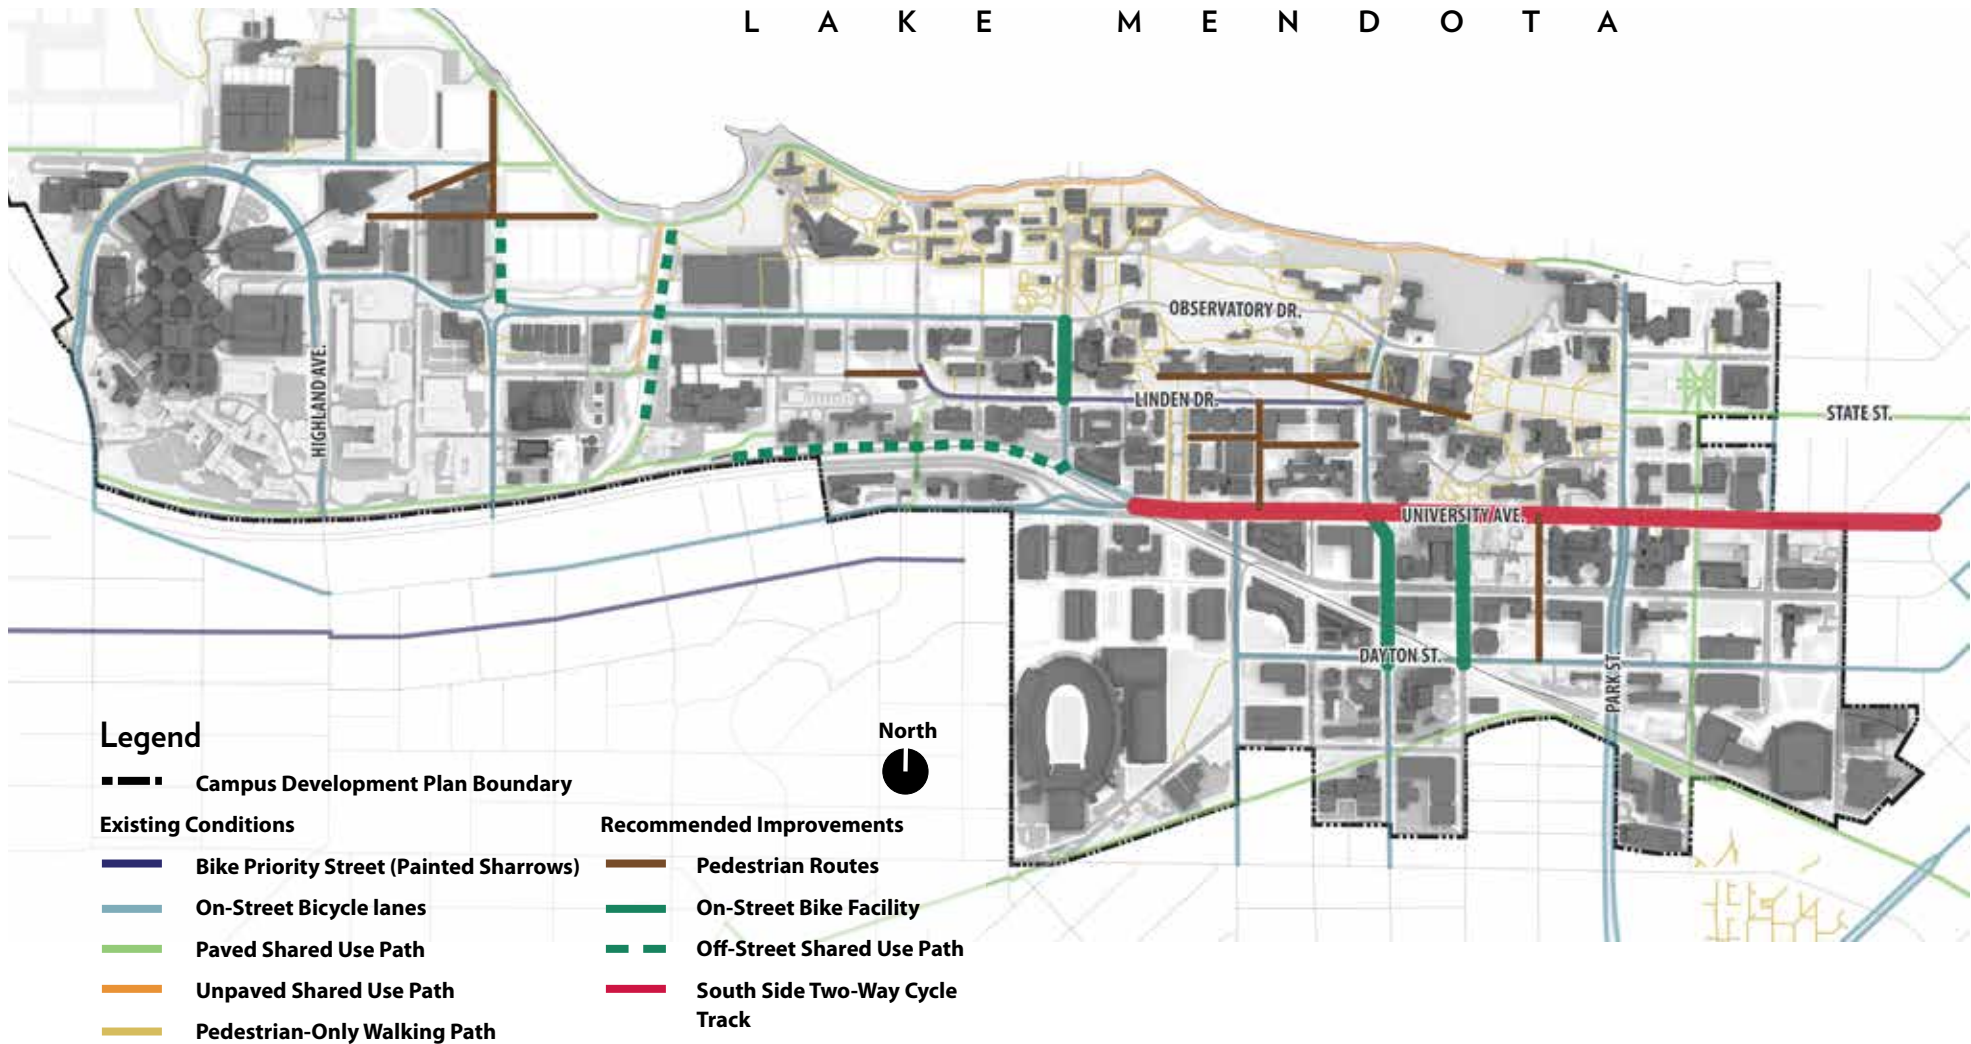 LAKE MENDOTA
OBSERVATORY DR.
HIGHLAND AVE.
LINDEN DR.
STATE ST.
UNIVERSITY AVE.
DAYTON ST.
PARK ST.
North
Legend
Campus Development Plan Boundary
Existing Conditions
Bike Priority Street (Painted Sharrows)
On-Street Bicycle lanes
Paved Shared Use Path
Unpaved Shared Use Path
Pedestrian-Only Walking Path
Recommended Improvements
Pedestrian Routes
On-Street Bike Facility
Off-Street Shared Use Path
South Side Two-Way Cycle
Track